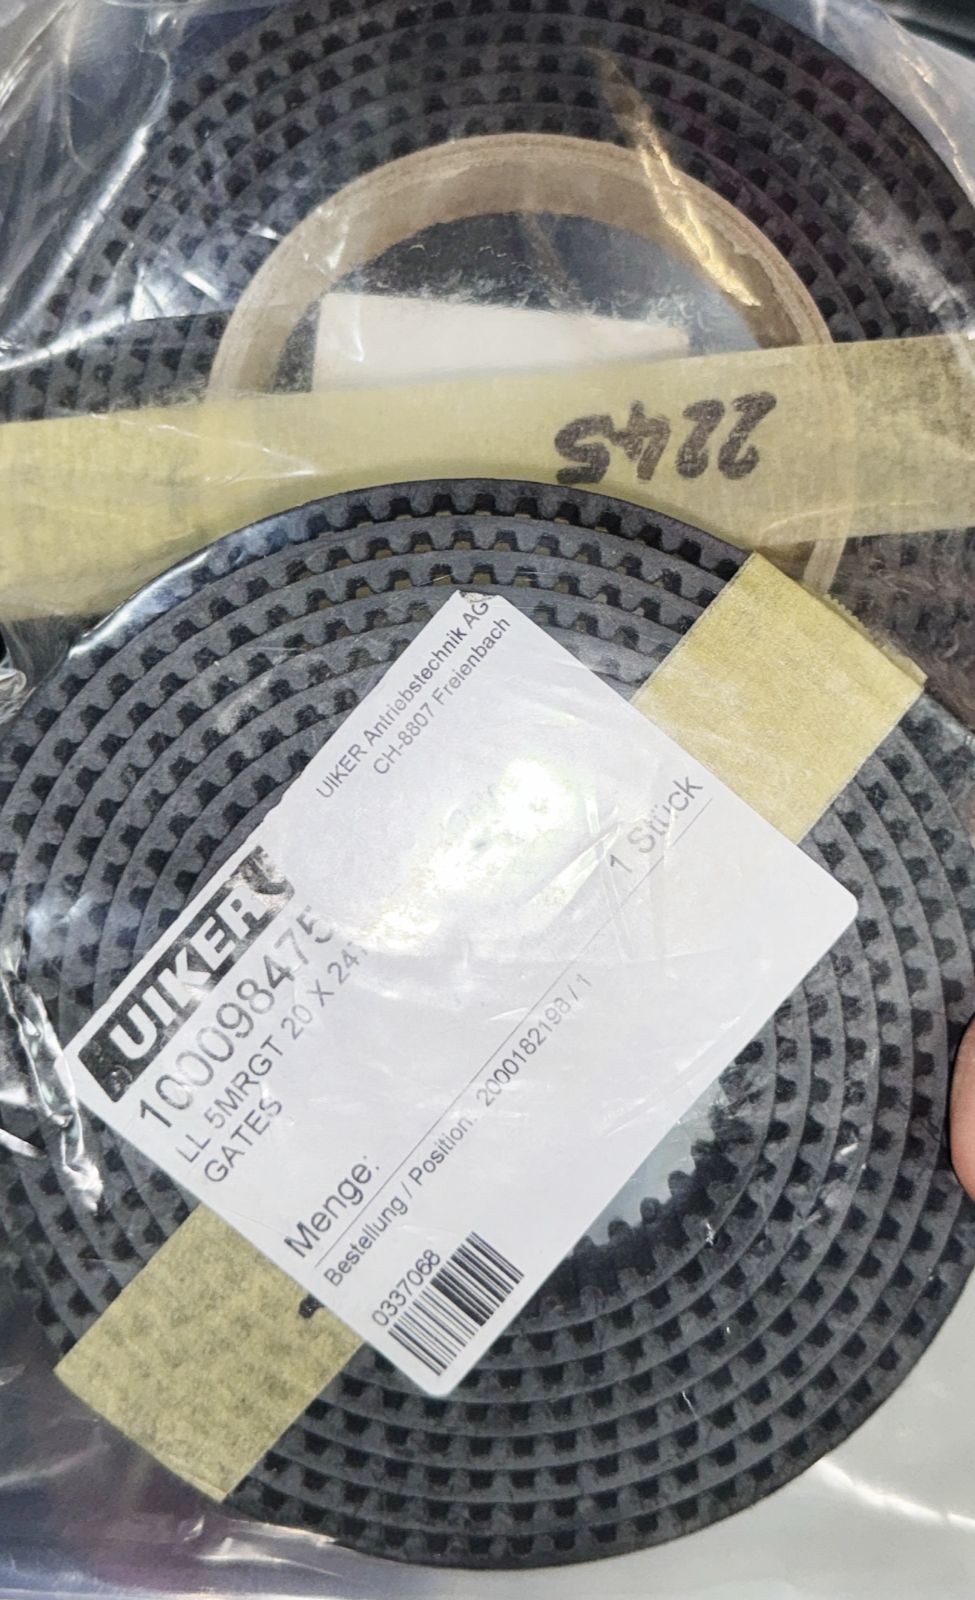 2245
UIKER
UIKER Antriebstechnik AG
CH-8807 Freienbach
100098475
LL 5MRGT 20 X
GATES
Menge: 1 Stück
Bestellung / Position: 2000182198 / 1
0337068